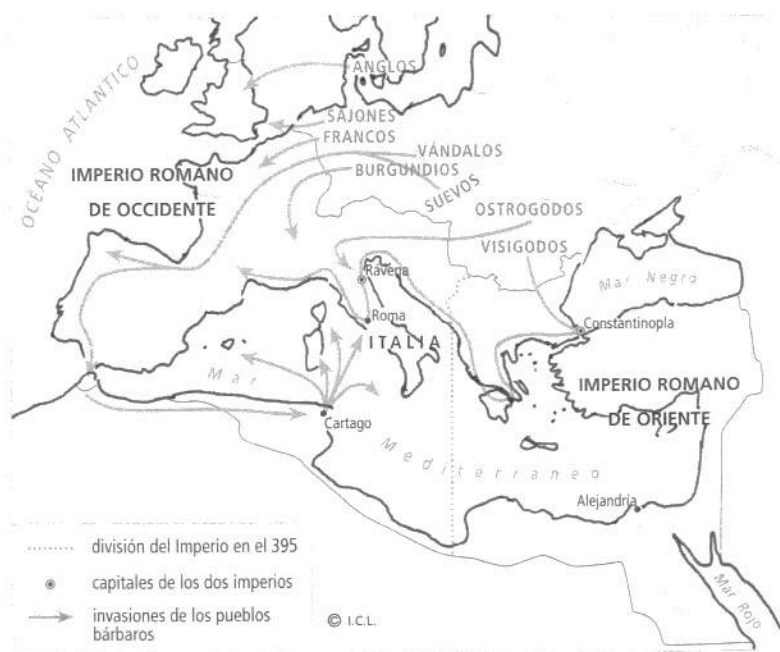 OCÉANO ATLANTICO
ANGLOS
SAJONES
FRANCOS
VÁNDALOS
BURGUNDIOS
SUEVOS
IMPERIO ROMANO
DE OCCIDENTE
OSTROGODOS
VISIGODOS
Mar Negro
Ravena
Roma
ITALIA
Constantinopla
Mar
Mediterraneo
IMPERIO ROMANO
DE ORIENTE
Cartago
Alejandría
Mar Rojo
división del Imperio en el 395
capitales de los dos imperios
invasiones de los pueblos
bárbaros
© I.C.L.